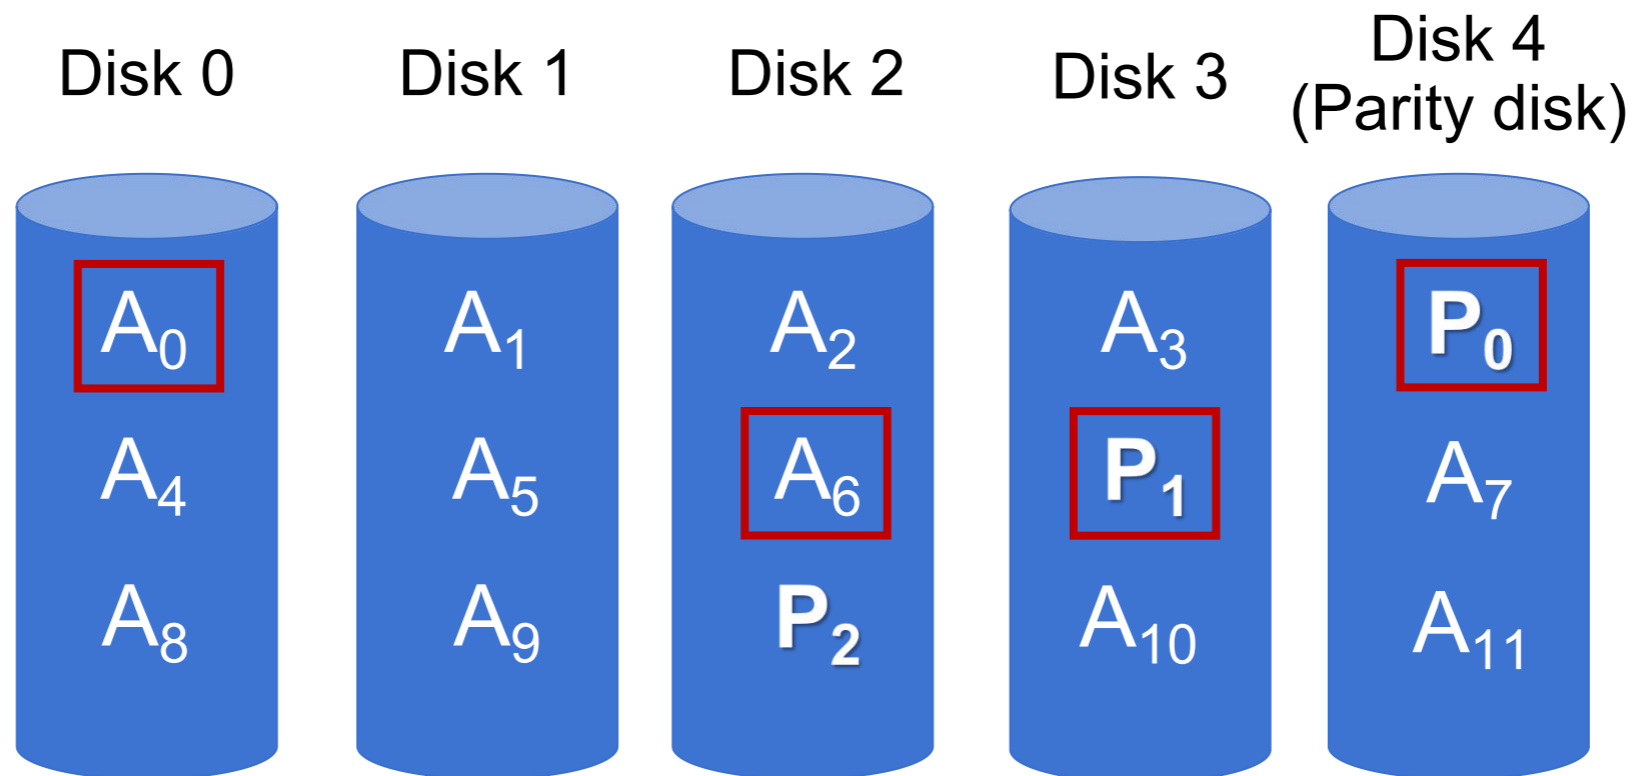 Disk 0 Disk 1 Disk 2 Disk 3 Disk 4
(Parity disk)
A0 A1 A2 A3 P0
A4 A5 A6 P1 A7
A8 A9 P2 A10 A11